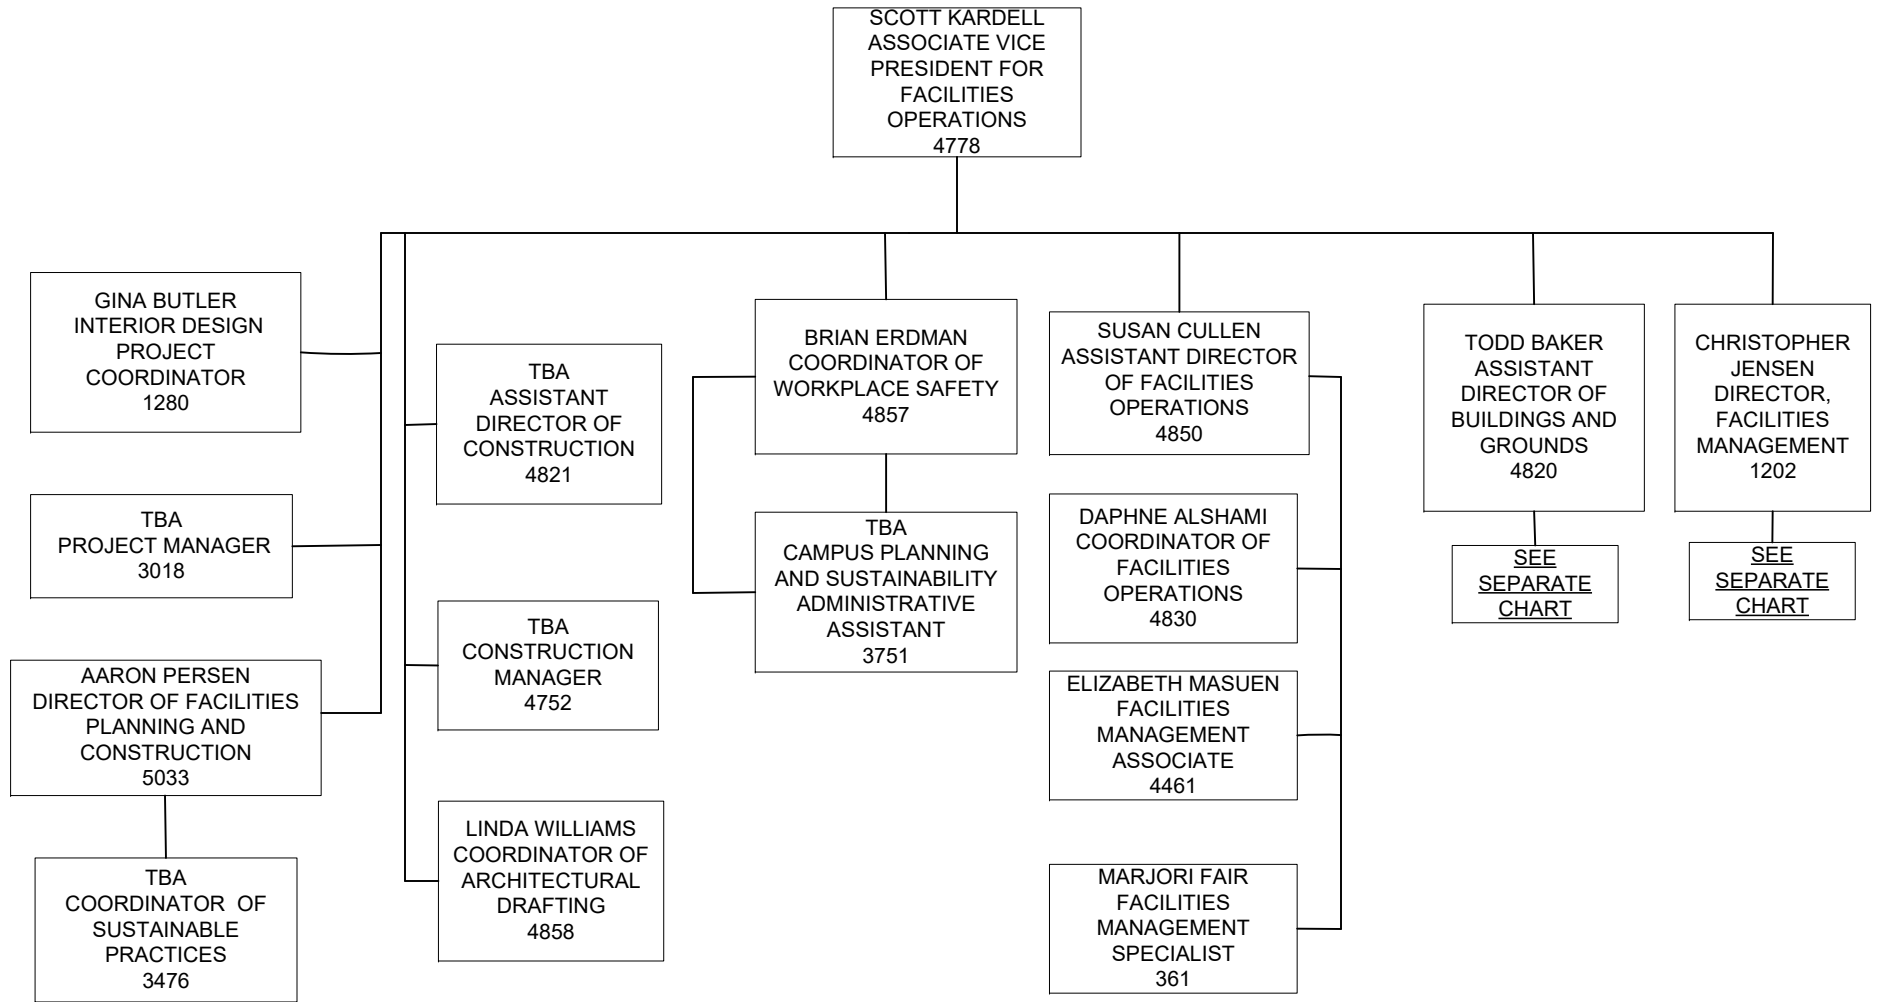 SCOTT KARDELL
ASSOCIATE VICE
PRESIDENT FOR
FACILITIES
OPERATIONS
4778
GINA BUTLER
INTERIOR DESIGN
PROJECT
COORDINATOR
1280
TBA
PROJECT MANAGER
3018
AARON PERSEN
DIRECTOR OF FACILITIES
PLANNING AND
CONSTRUCTION
5033
TBA
COORDINATOR OF
SUSTAINABLE
PRACTICES
3476
TBA
ASSISTANT
DIRECTOR OF
CONSTRUCTION
4821
TBA
CONSTRUCTION
MANAGER
4752
LINDA WILLIAMS
COORDINATOR OF
ARCHITECTURAL
DRAFTING
4858
BRIAN ERDMAN
COORDINATOR OF
WORKPLACE SAFETY
4857
TBA
CAMPUS PLANNING
AND SUSTAINABILITY
ADMINISTRATIVE
ASSISTANT
3751
SUSAN CULLEN
ASSISTANT DIRECTOR
OF FACILITIES
OPERATIONS
4850
DAPHNE ALSHAMI
COORDINATOR OF
FACILITIES
OPERATIONS
4830
ELIZABETH MASUEN
FACILITIES
MANAGEMENT
ASSOCIATE
4461
MARJORI FAIR
FACILITIES
MANAGEMENT
SPECIALIST
361
TODD BAKER
ASSISTANT
DIRECTOR OF
BUILDINGS AND
GROUNDS
4820
SEE
SEPARATE
CHART
CHRISTOPHER
JENSEN
DIRECTOR,
FACILITIES
MANAGEMENT
1202
SEE
SEPARATE
CHART